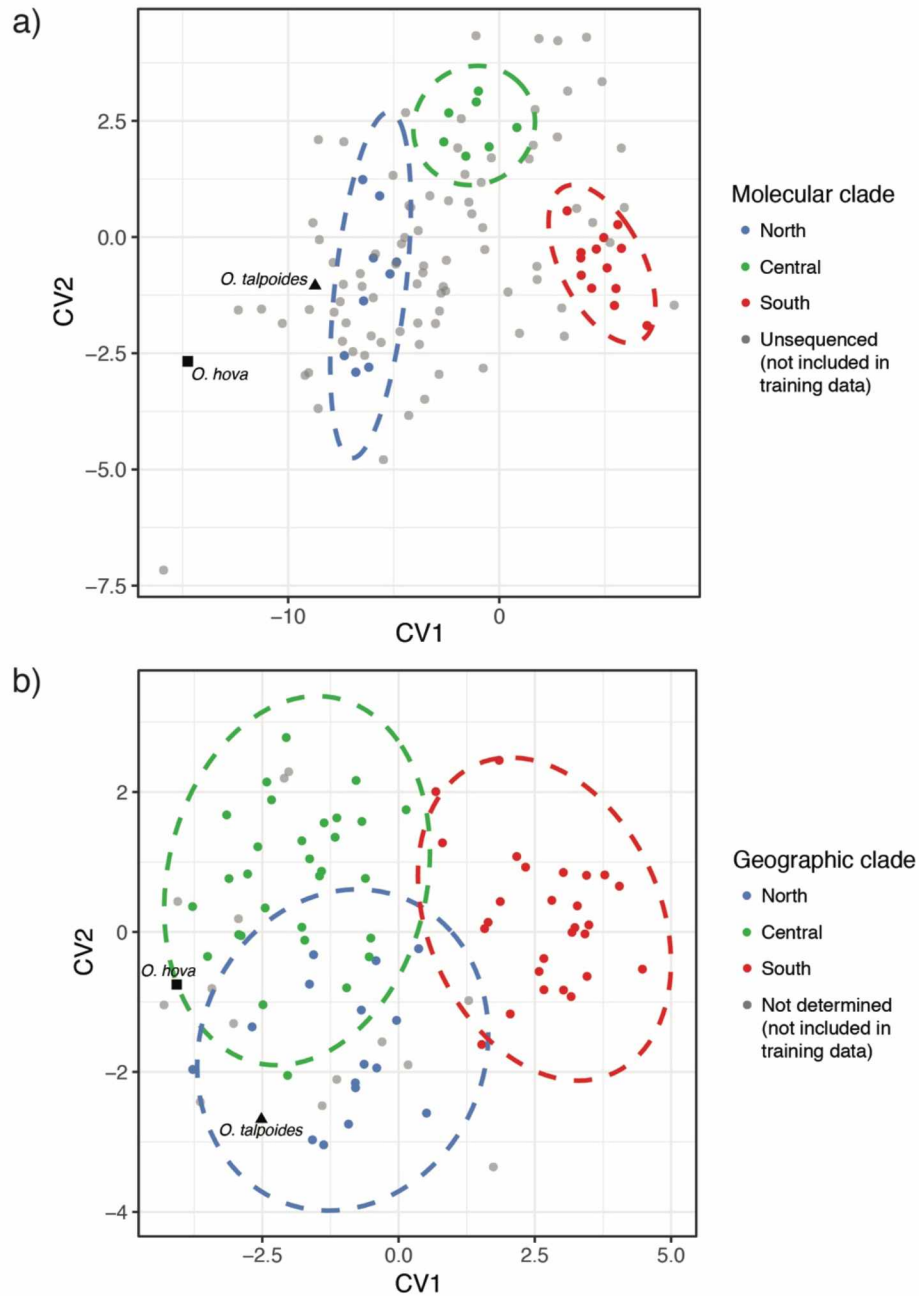 a)
2.5
0.0
−2.5
−5.0
−7.5
CV2
O. talpoides
O. hova
−10
0
CV1
Molecular clade
North
Central
South
Unsequenced
(not included in
training data)
b)
2
0
−2
−4
CV2
O. hova
O. talpoides
−2.5
0.0
2.5
5.0
CV1
Geographic clade
North
Central
South
Not determined
(not included in
training data)